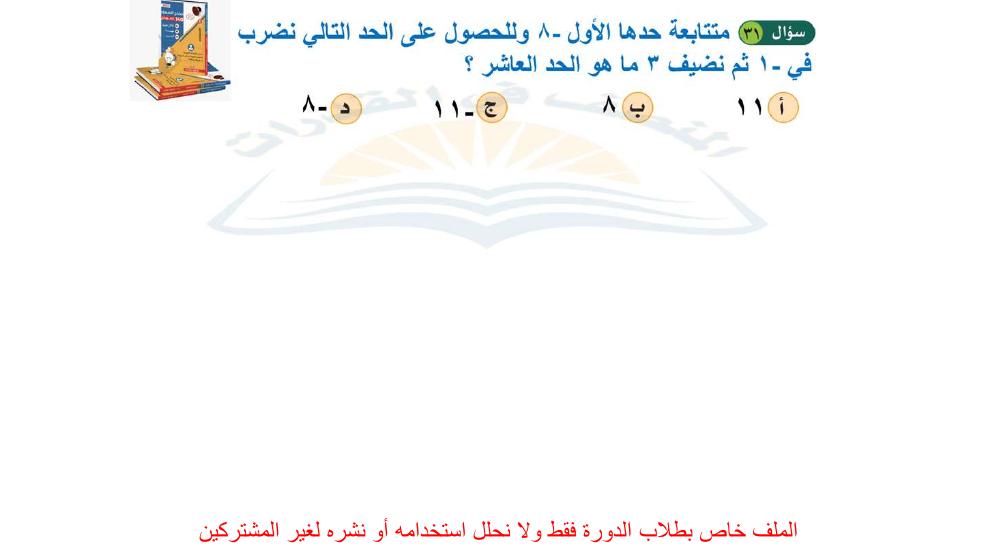 سؤال ٣١ متتابعة حدها الأول -٨ وللحصول على الحد التالي نضرب
في -١ ثم نضيف ٣ ما هو الحد العاشر ؟
أ ١١ ب ٨ ج -١١ د -٨
الملف خاص بطلاب الدورة فقط ولا نحلل استخدامه أو نشره لغير المشتركين